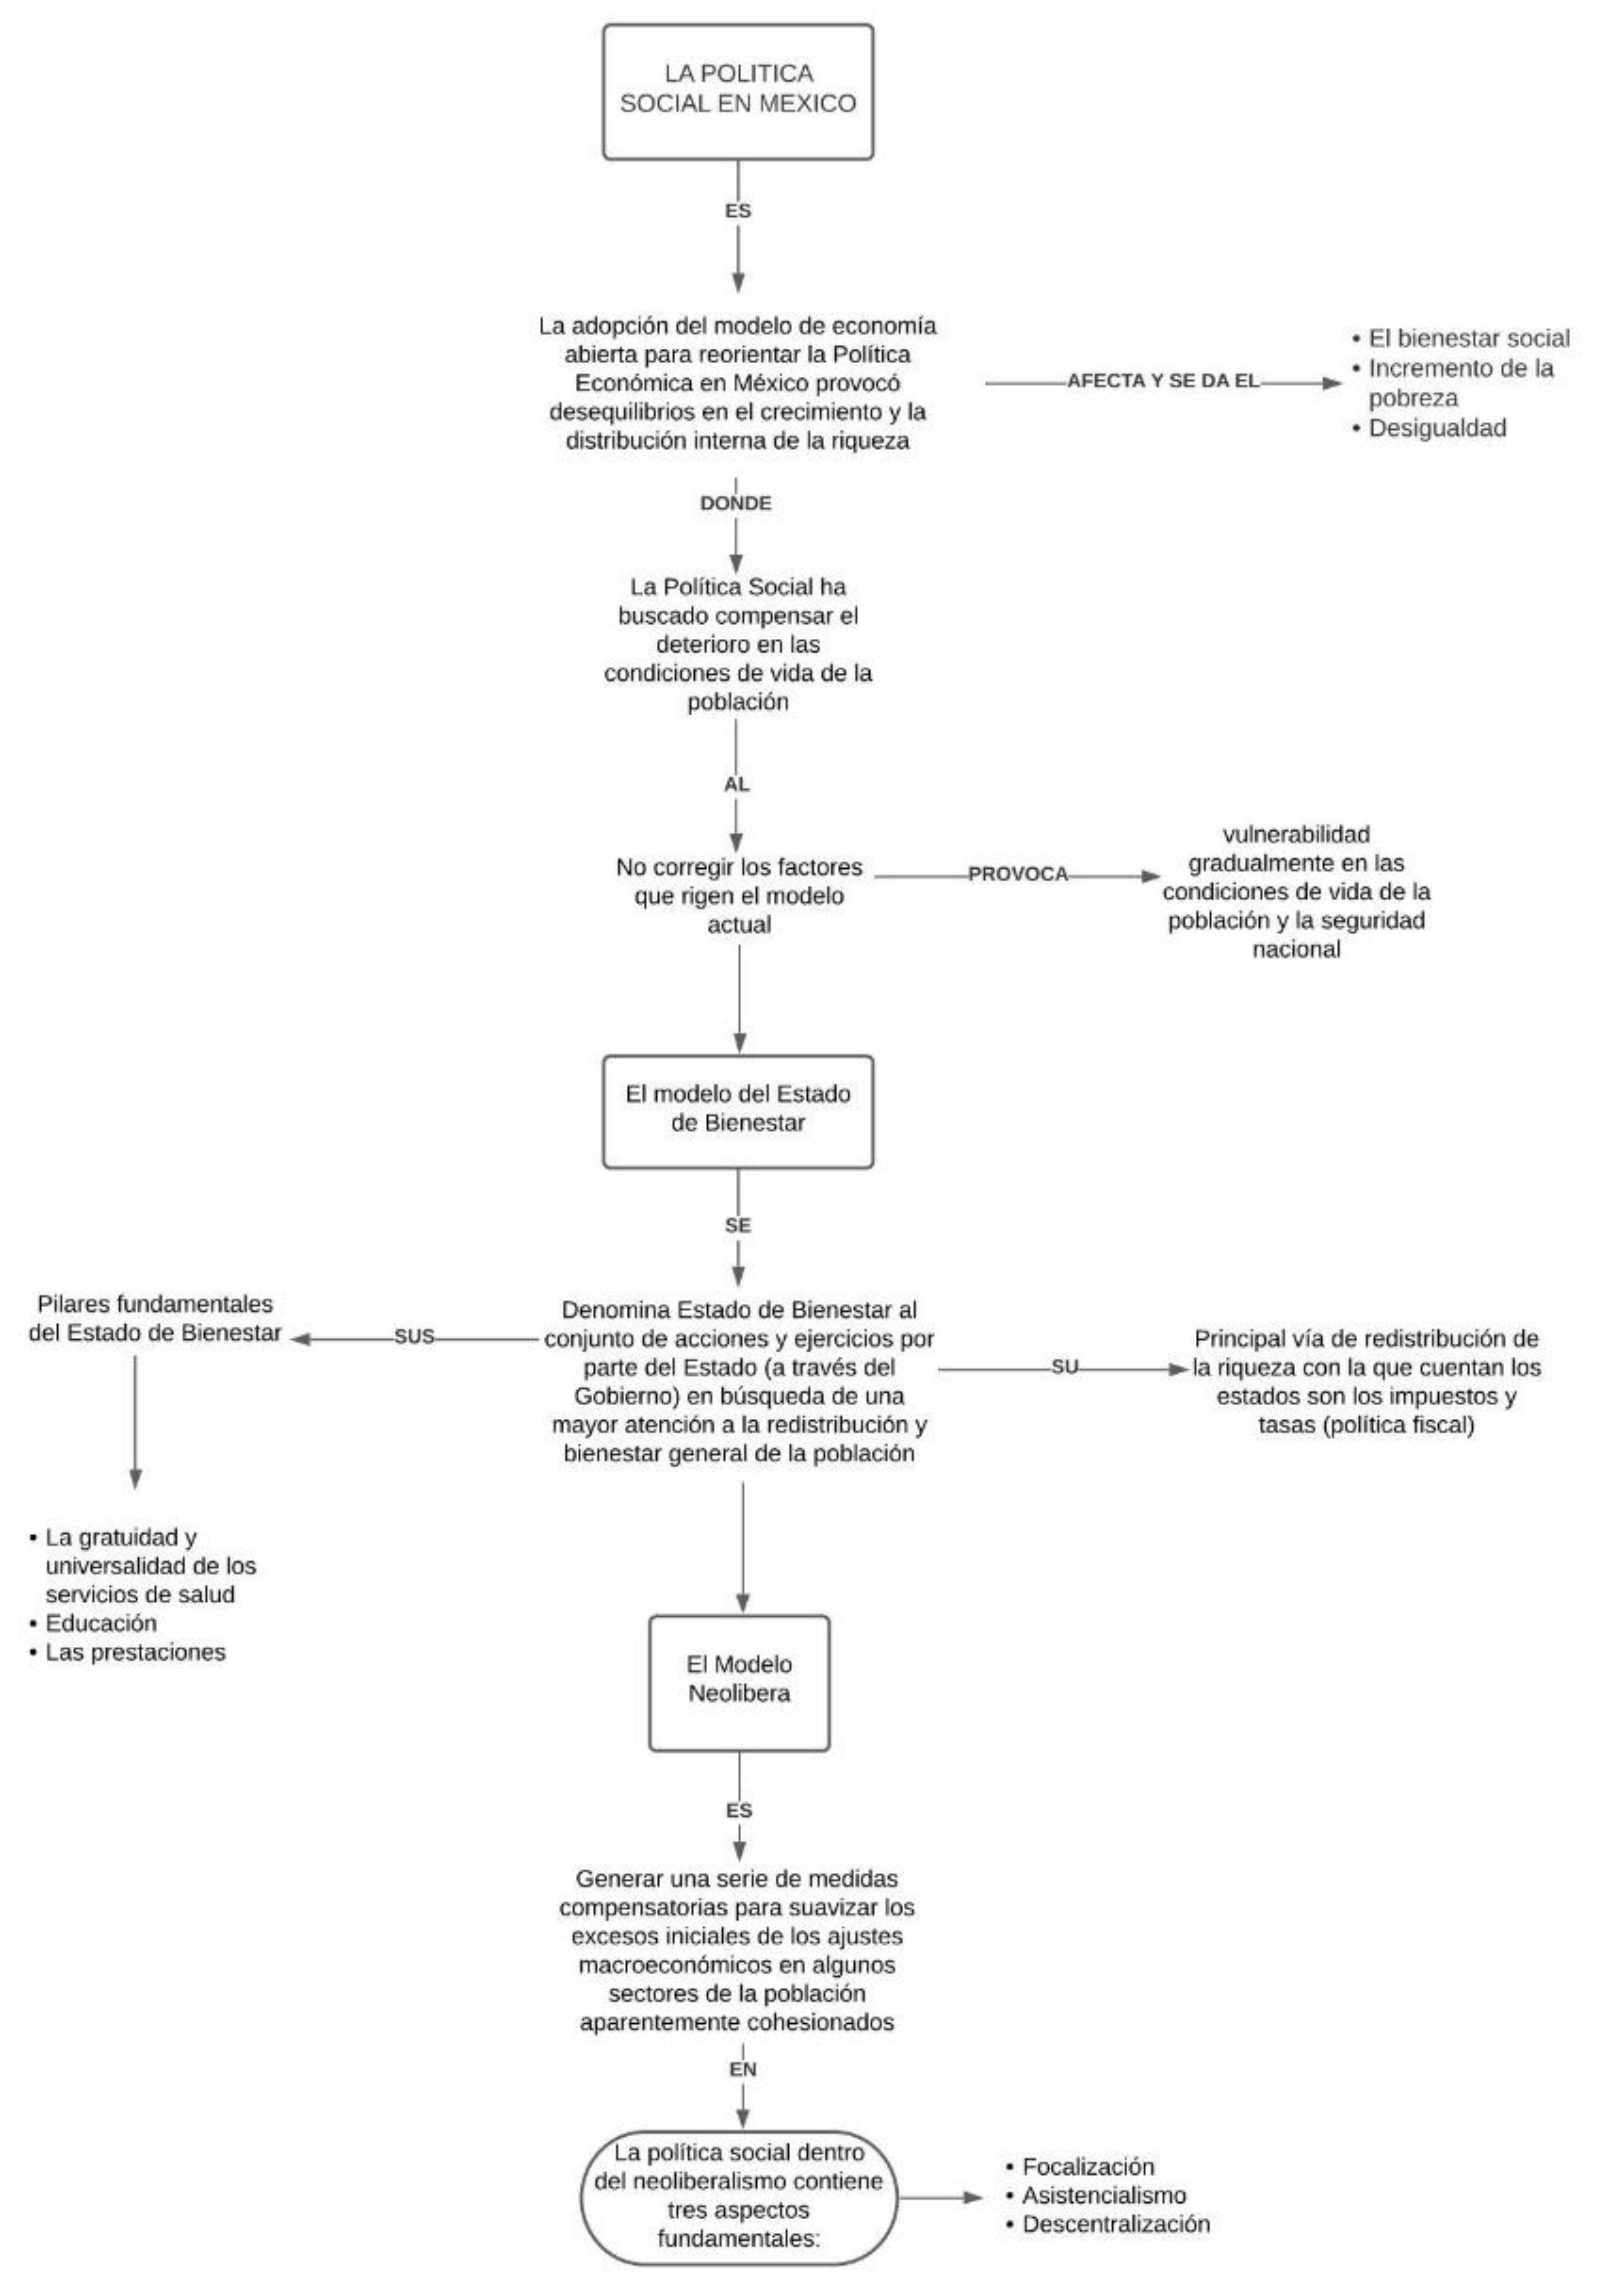 LA POLITICA
SOCIAL EN MEXICO
ES
La adopción del modelo de economía
abierta para reorientar la Política
Económica en México provocó
desequilibrios en el crecimiento y la
distribución interna de la riqueza
AFECTA Y SE DA EL
• El bienestar social
• Incremento de la
pobreza
• Desigualdad
DONDE
La Política Social ha
buscado compensar el
deterioro en las
condiciones de vida de la
población
AL
No corregir los factores
que rigen el modelo
actual
PROVOCA
vulnerabilidad
gradualmente en las
condiciones de vida de la
población y la seguridad
nacional
El modelo del Estado
de Bienestar
SE
Denomina Estado de Bienestar al
conjunto de acciones y ejercicios por
parte del Estado (a través del
Gobierno) en búsqueda de una
mayor atención a la redistribución y
bienestar general de la población
SUS
Pilares fundamentales
del Estado de Bienestar
• La gratuidad y
universalidad de los
servicios de salud
• Educación
• Las prestaciones
SU
Principal vía de redistribución de
la riqueza con la que cuentan los
estados son los impuestos y
tasas (política fiscal)
El Modelo
Neolibera
ES
Generar una serie de medidas
compensatorias para suavizar los
excesos iniciales de los ajustes
macroeconómicos en algunos
sectores de la población
aparentemente cohesionados
EN
La política social dentro
del neoliberalismo contiene
tres aspectos
fundamentales:
• Focalización
• Asistencialismo
• Descentralización